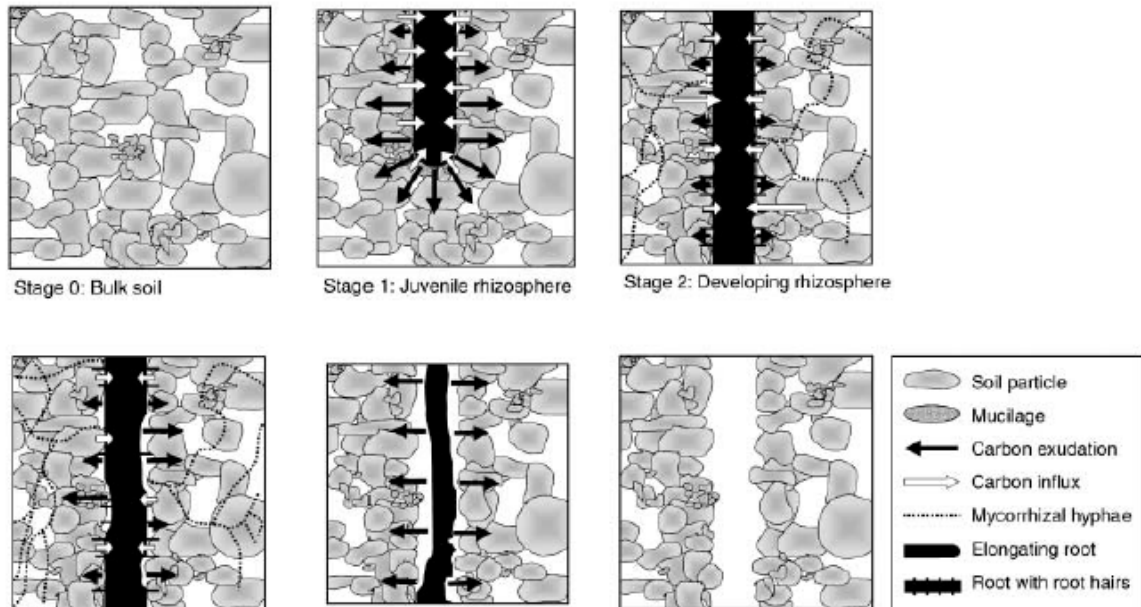 Stage 0: Bulk soil
Stage 1: Juvenile rhizosphere
Stage 2: Developing rhizosphere
Soil particle
Mucilage
Carbon exudation
Carbon influx
Mycorrhizal hyphae
Elongating root
Root with root hairs